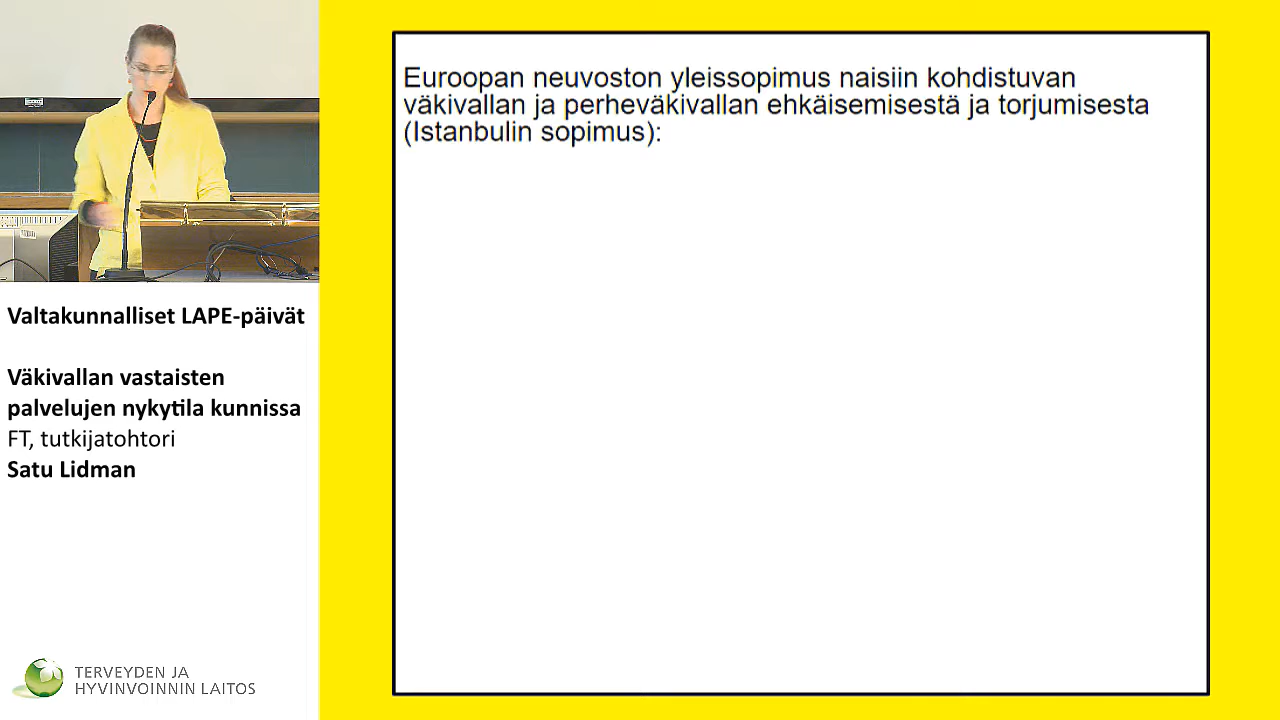 Valtakunnalliset LAPE-päivät
Väkivallan vastaisten
palvelujen nykytila kunnissa
FT, tutkijatohtori
Satu Lidman
TERVEYDEN JA
HYVINVOINNIN LAITOS
Euroopan neuvoston yleissopimus naisiin kohdistuvan
väkivallan ja perheväkivallan ehkäisemisestä ja torjumisesta
(Istanbulin sopimus):